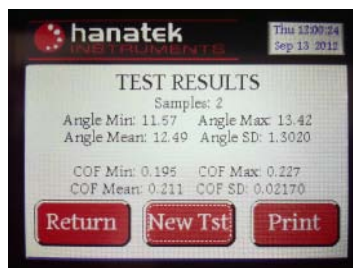 hanatek
INSTRUMENTS
Thu 13:09:24
Sep 13 2012
TEST RESULTS
Samples: 2
Angle Min: 11.57 Angle Max: 13.42
Angle Mean: 12.49 Angle SD: 1.3020
COF Min: 0.195 COF Max: 0.227
COF Mean: 0.211 COF SD: 0.02170
Return
New Tst
Print